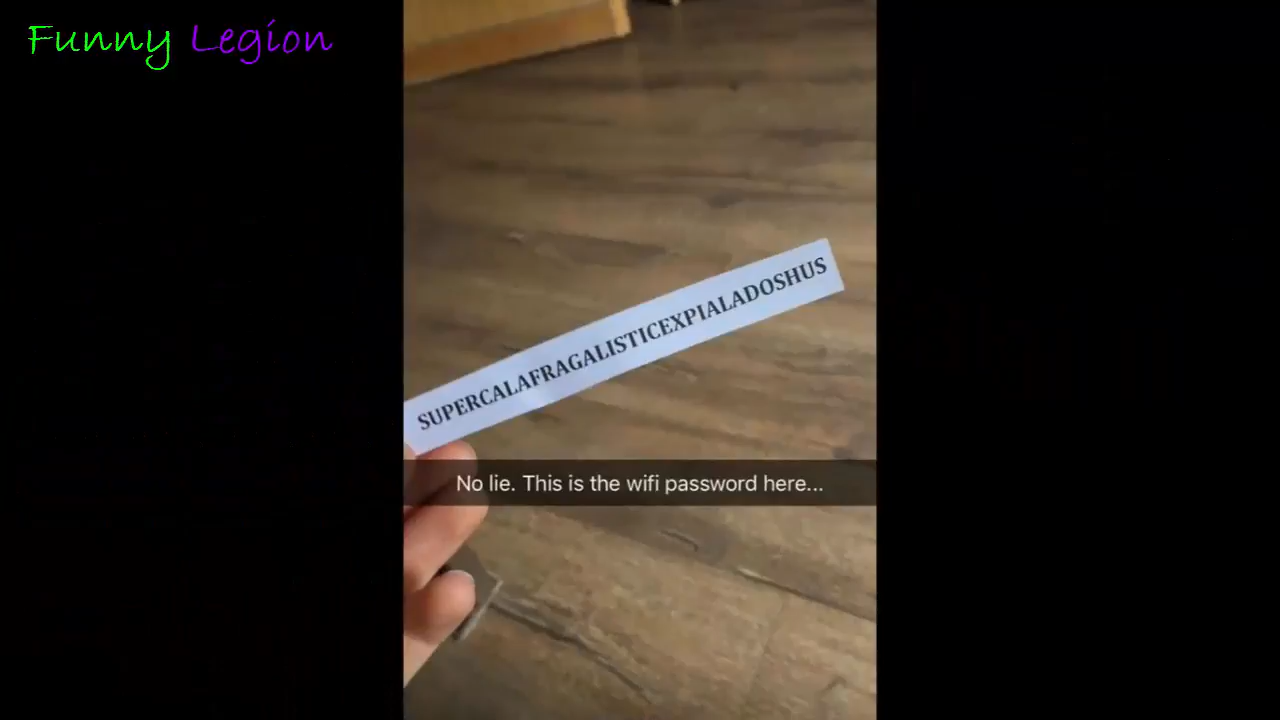 Funny Legion
SUPERCALAFRAGALISTICEXPIALADOSHUS
No lie. This is the wifi password here...